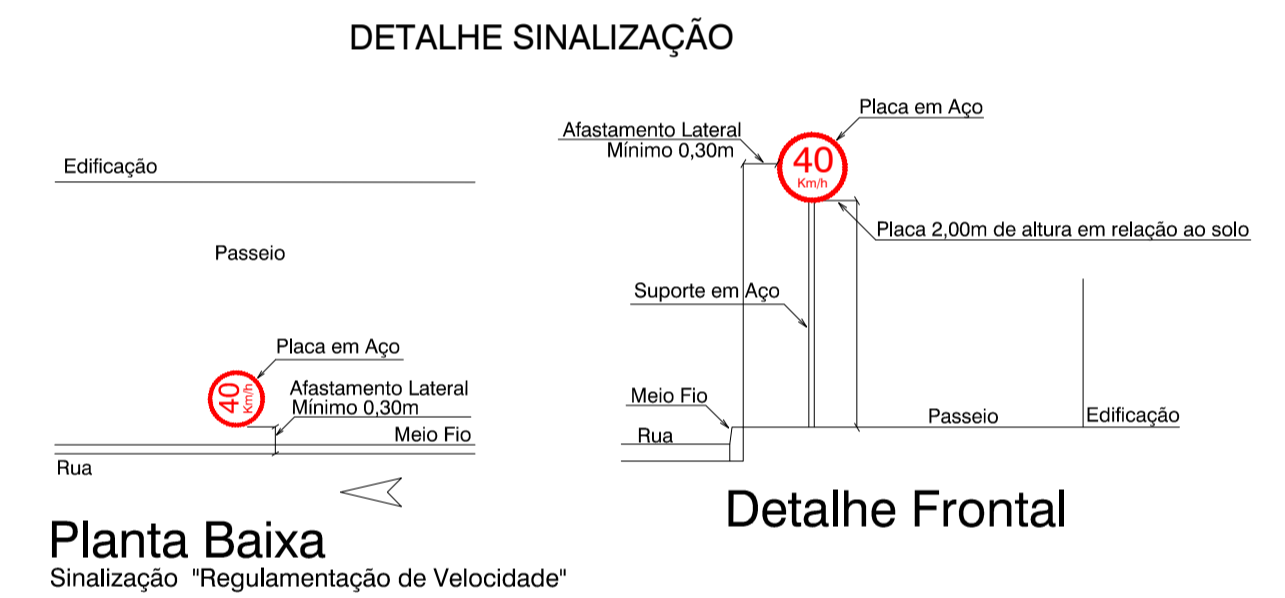 DETALHE SINALIZAÇÃO
Edificação
Passeio
Placa em Aço
40
Km/h
Afastamento Lateral
Mínimo 0,30m
Meio Fio
Rua
Planta Baixa
Sinalização "Regulamentação de Velocidade"
Placa em Aço
Afastamento Lateral
Mínimo 0,30m
40
Km/h
Placa 2,00m de altura em relação ao solo
Suporte em Aço
Meio Fio
Rua
Passeio
Edificação
Detalhe Frontal